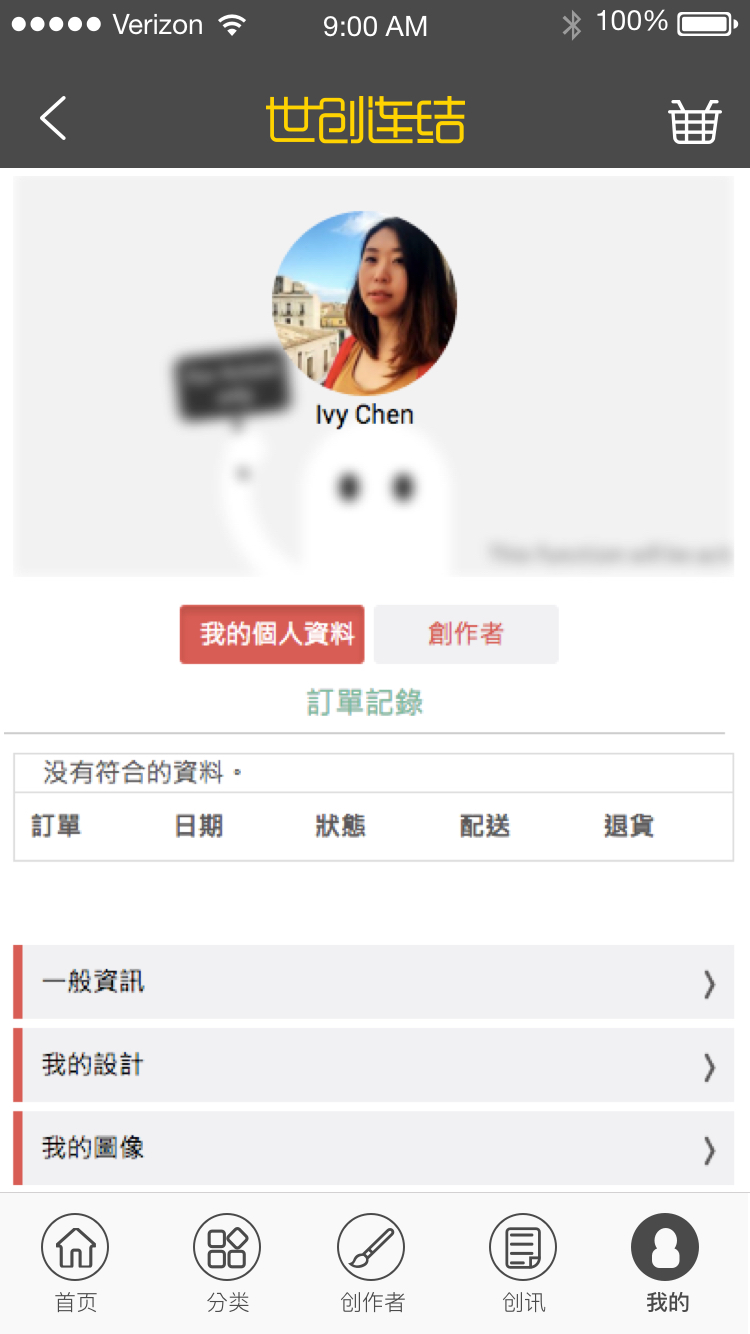 Verizon 9:00 AM 100%
世创连结
Ivy Chen
我的個人資料 創作者
訂單記錄
没有符合的資料。
訂單 日期 狀態 配送 退貨
一般資訊
我的設計
我的圖像
首页 分类 创作者 创讯 我的